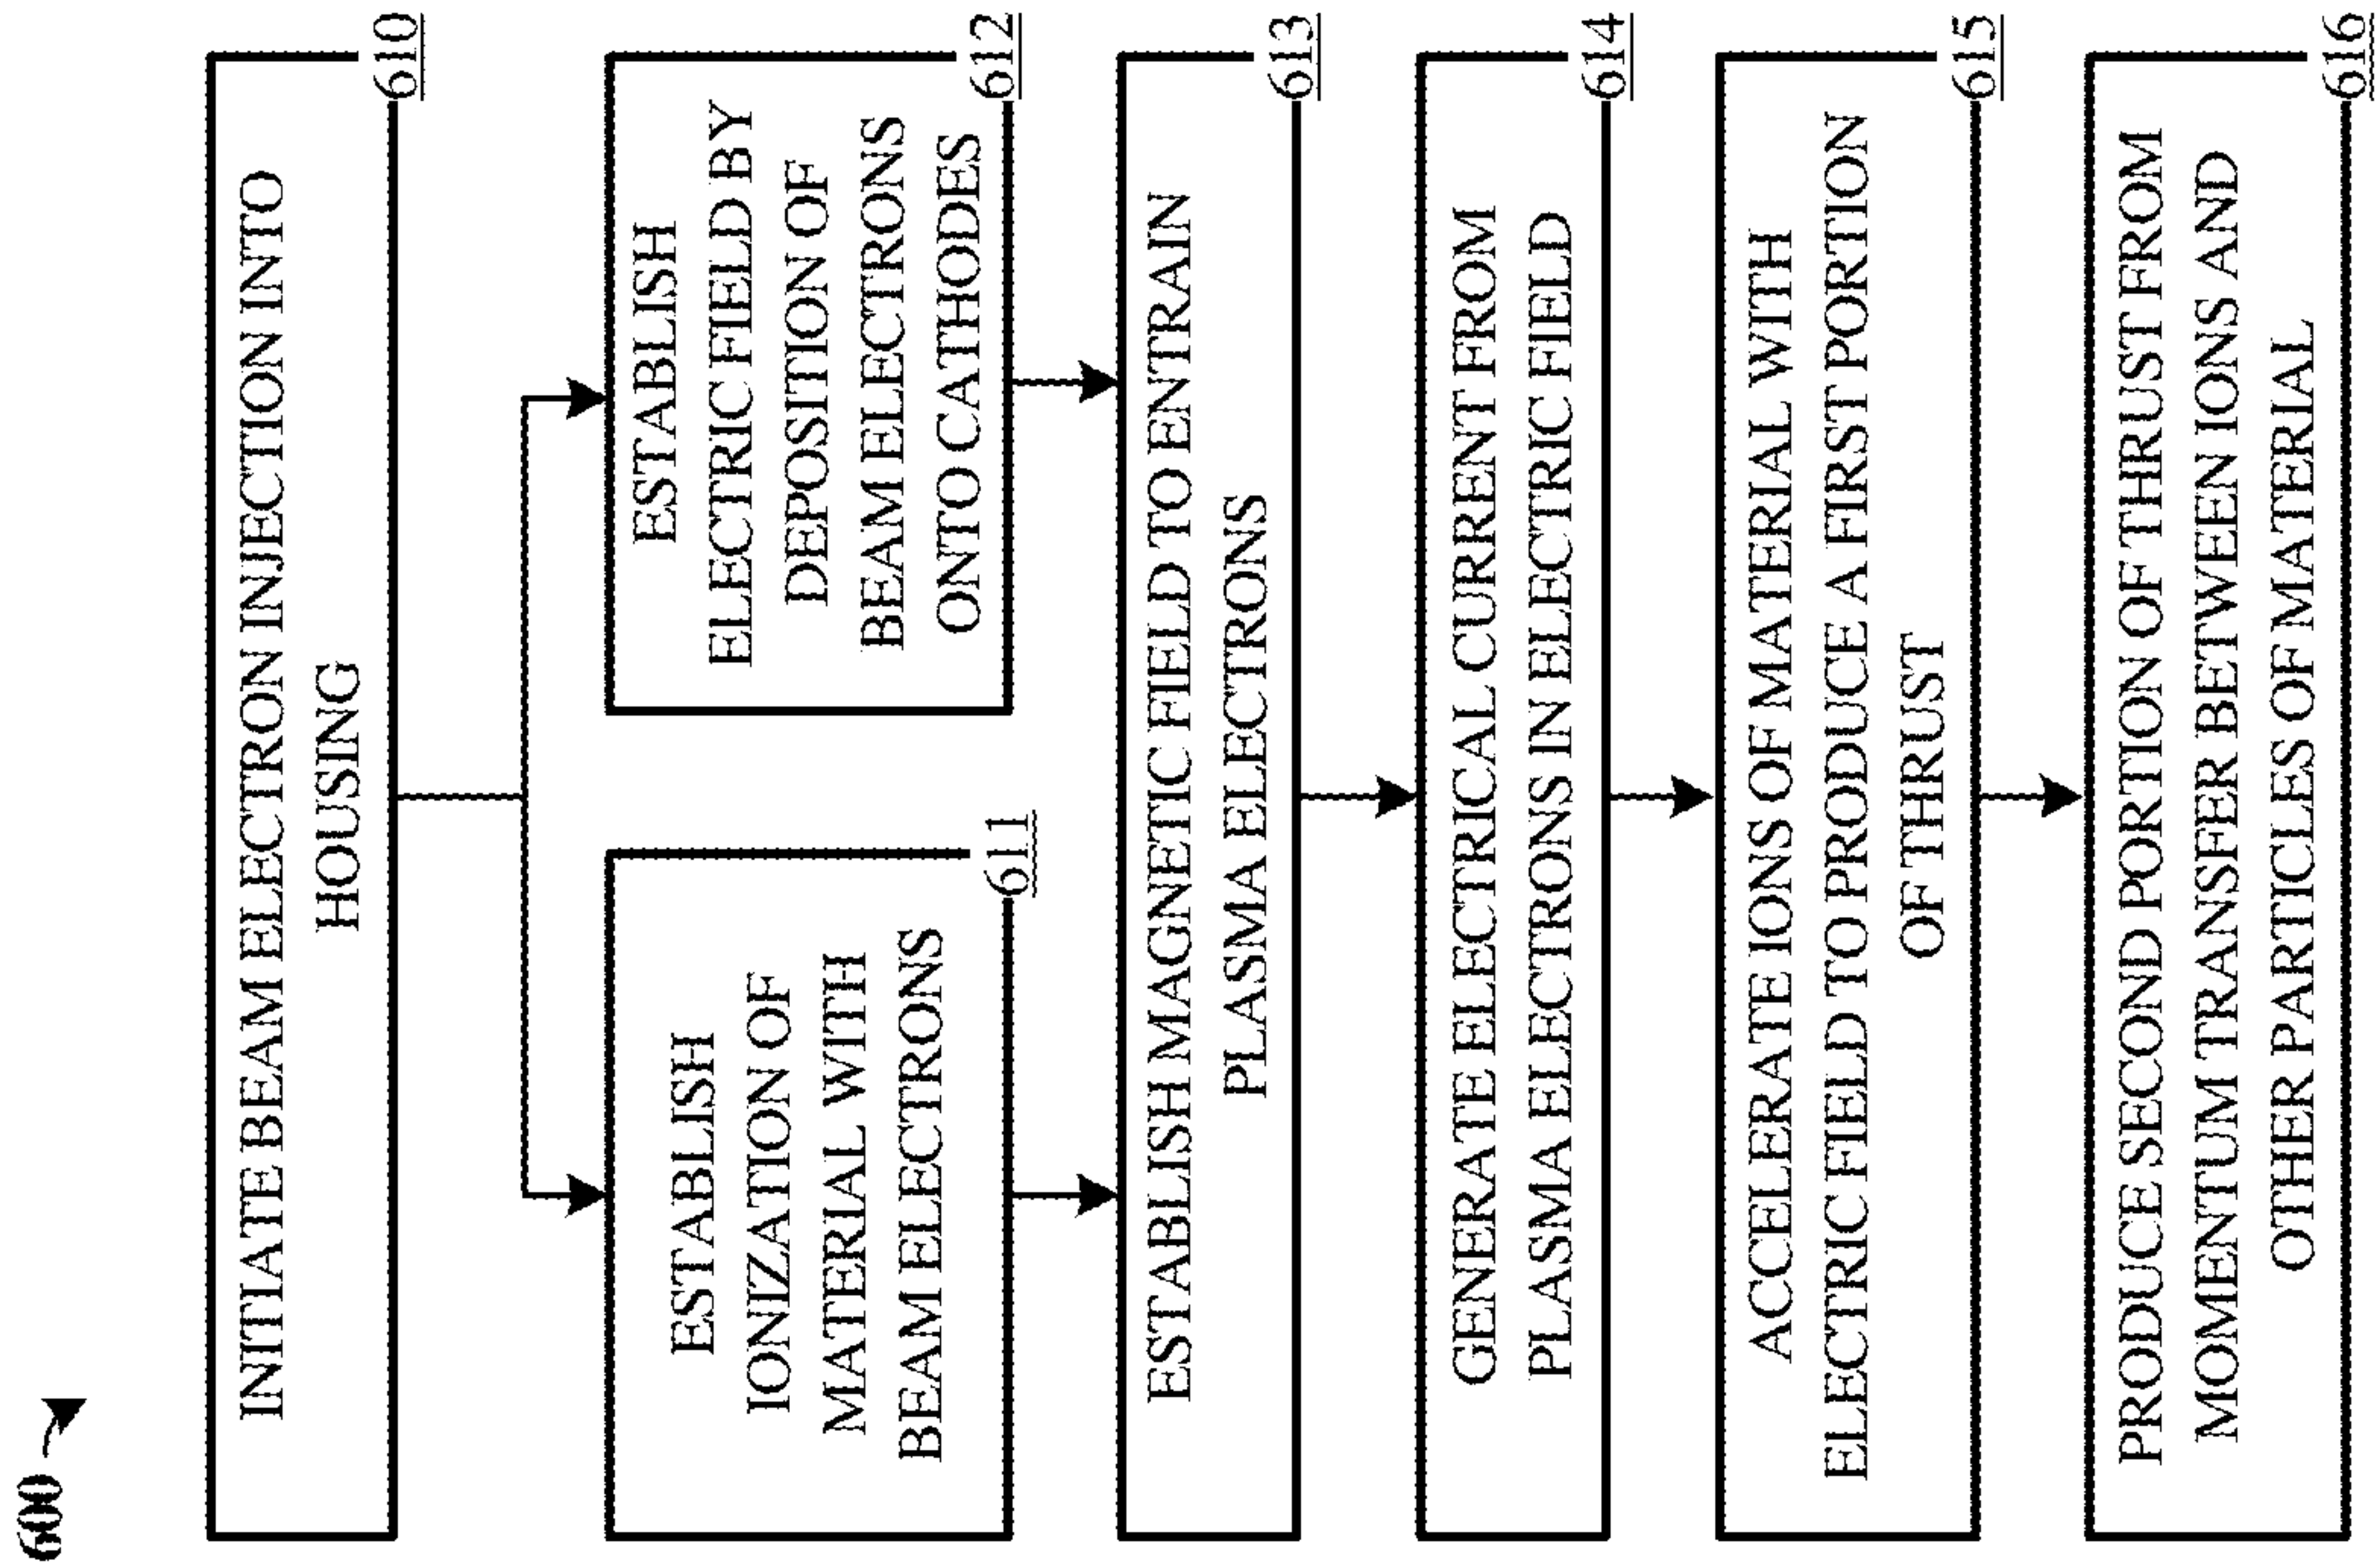 600
INITIATE BEAM ELECTRON INJECTION INTO
HOUSING
610
ESTABLISH
IONIZATION OF
MATERIAL WITH
BEAM ELECTRONS
611
ESTABLISH
ELECTRIC FIELD BY
DEPOSITION OF
BEAM ELECTRONS
ONTO CATHODES
612
ESTABLISH MAGNETIC FIELD TO ENTRAIN
PLASMA ELECTRONS
613
GENERATE ELECTRICAL CURRENT FROM
PLASMA ELECTRONS IN ELECTRIC FIELD
614
ACCELERATE IONS OF MATERIAL WITH
ELECTRIC FIELD TO PRODUCE A FIRST PORTION
OF THRUST
615
PRODUCE SECOND PORTION OF THRUST FROM
MOMENTUM TRANSFER BETWEEN IONS AND
OTHER PARTICLES OF MATERIAL
616